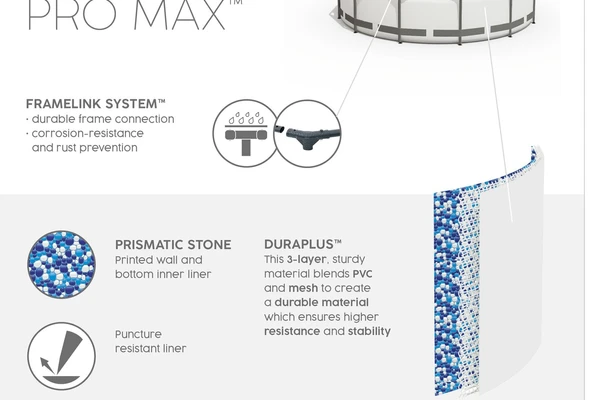 PRO MAX™
FRAMELINK SYSTEM™
· durable frame connection
· corrosion-resistance
and rust prevention
PRISMATIC STONE
Printed wall and
bottom inner liner
DURAPLUS™
This 3-layer, sturdy
material blends PVC
and mesh to create
a durable material
which ensures higher
resistance and stability
Puncture
resistant liner